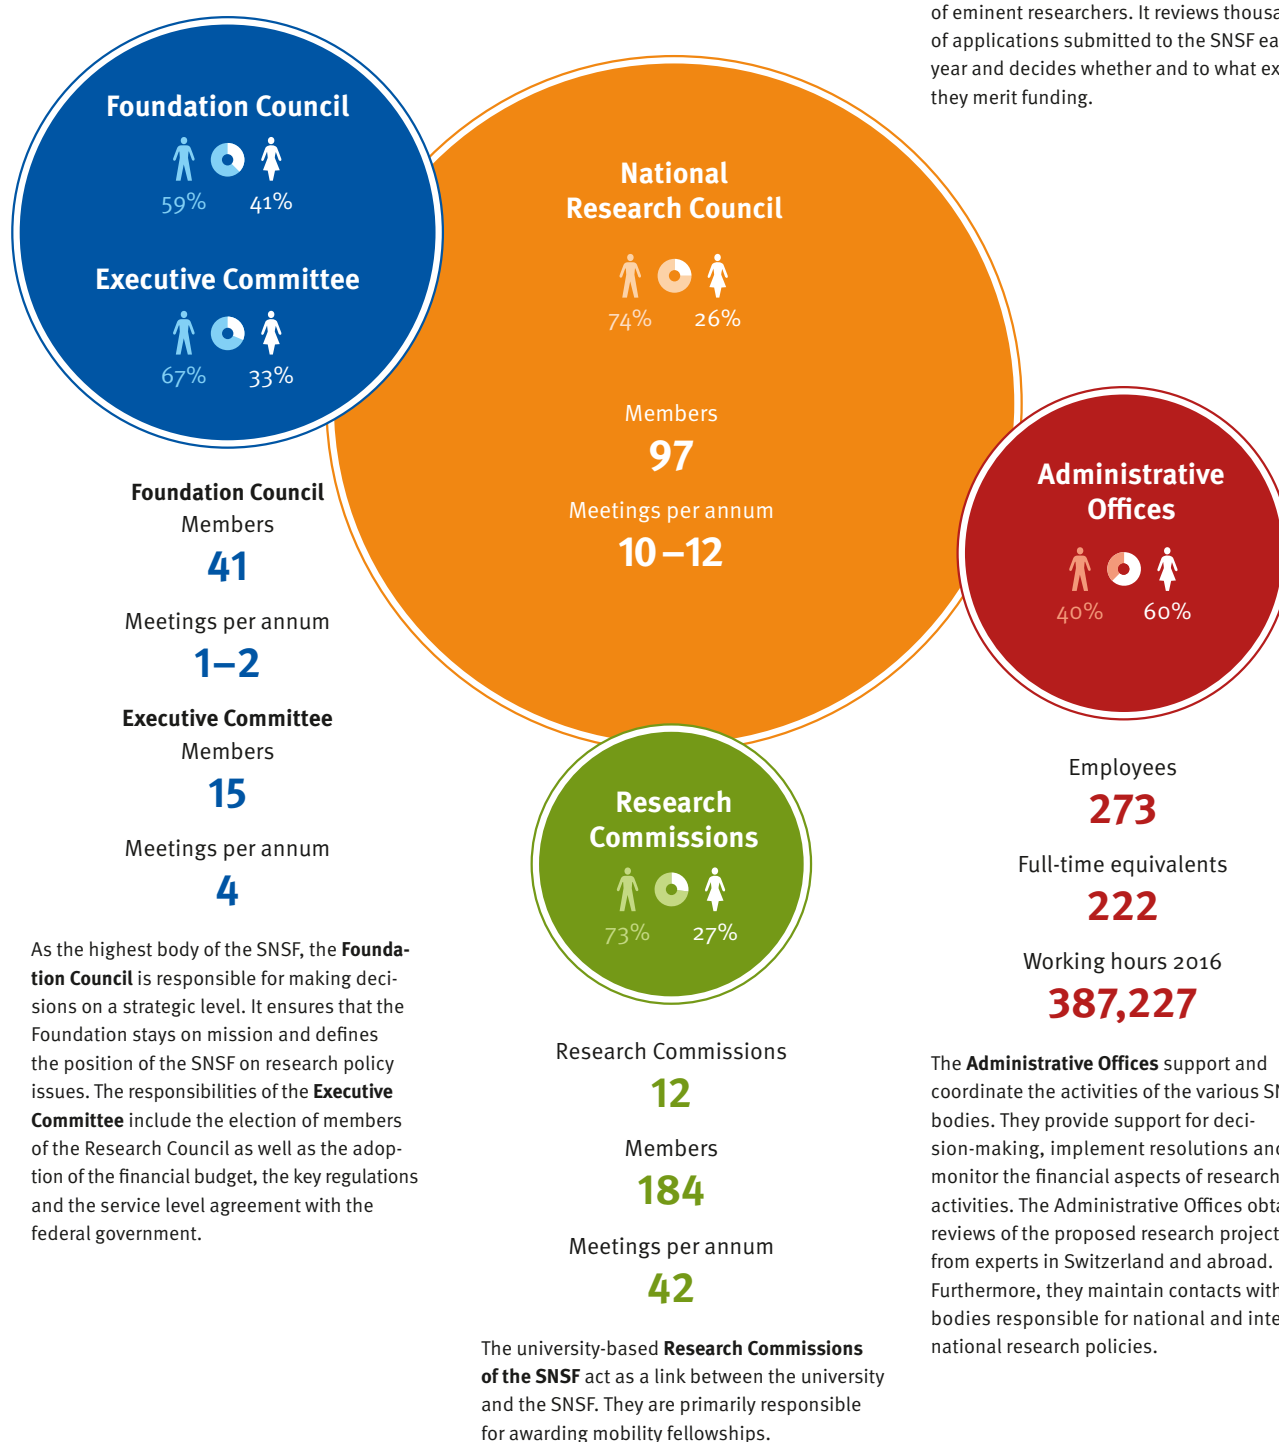 of eminent researchers. It reviews
of applications submitted to the SNSF
year and decides whether and to what
they merit funding.
Foundation Council
59% 41%
Executive Committee
67% 33%
National
Research Council
74% 26%
Members
97
Meetings per annum
10–12
Administrative
Offices
40% 60%
Foundation Council
Members
41
Meetings per annum
1–2
Executive Committee
Members
15
Meetings per annum
4
As the highest body of the SNSF, the Founda-
tion Council is responsible for making deci-
sions on a strategic level. It ensures that the
Foundation stays on mission and defines
the position of the SNSF on research policy
issues. The responsibilities of the Executive
Committee include the election of members
of the Research Council as well as the adop-
tion of the financial budget, the key regulations
and the service level agreement with the
federal government.
Research
Commissions
73% 27%
Research Commissions
12
Members
184
Meetings per annum
42
The university-based Research Commissions
of the SNSF act as a link between the university
and the SNSF. They are primarily responsible
for awarding mobility fellowships.
Employees
273
Full-time equivalents
222
Working hours 2016
387,227
The Administrative Offices support and
coordinate the activities of the various
bodies. They provide support for deci-
sion-making, implement resolutions and
monitor the financial aspects of research
activities. The Administrative Offices
reviews of the proposed research
from experts in Switzerland and abroad.
Furthermore, they maintain contacts with
bodies responsible for national and
national research policies.